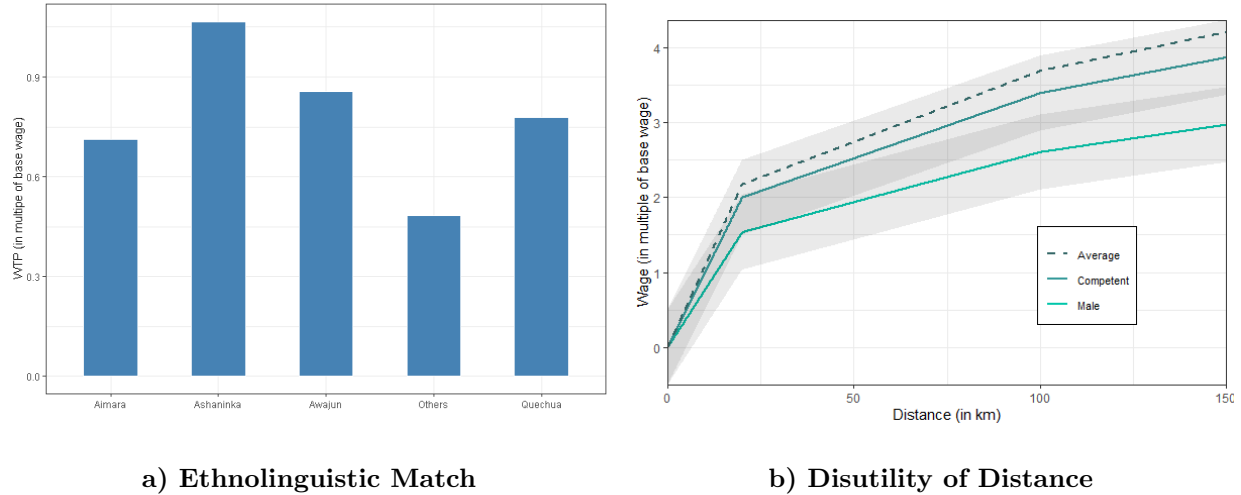 WTP (in multipe of base wage)
0.9
0.6
0.3
0.0
Aimara Ashaninka Awajun Others Quechua
Wage (in multiple of base wage)
4
3
2
1
0
Average
Competent
Male
0 50 100 150
Distance (in km)
a) Ethnolinguistic Match
b) Disutility of Distance